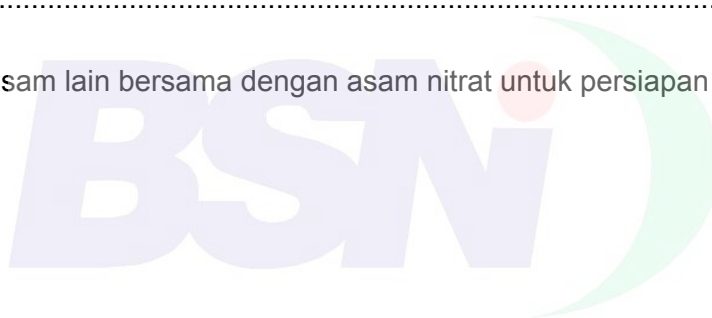 ................................................................................
sam lain bersama dengan asam nitrat untuk persiapan
BSN